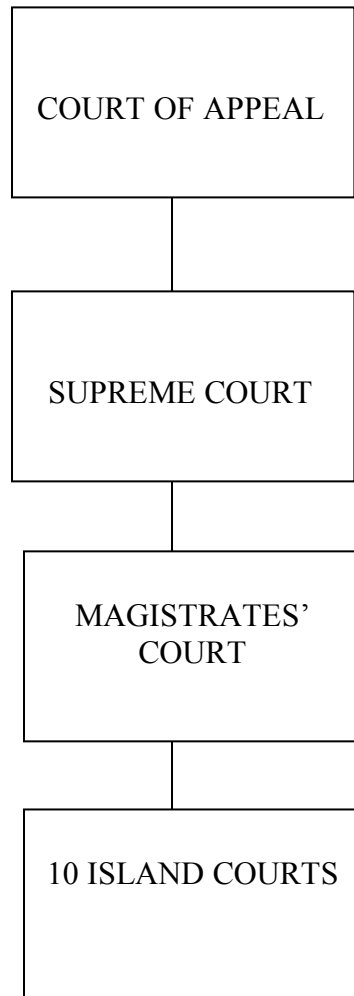 COURT OF APPEAL
SUPREME COURT
MAGISTRATES’
COURT
10 ISLAND COURTS